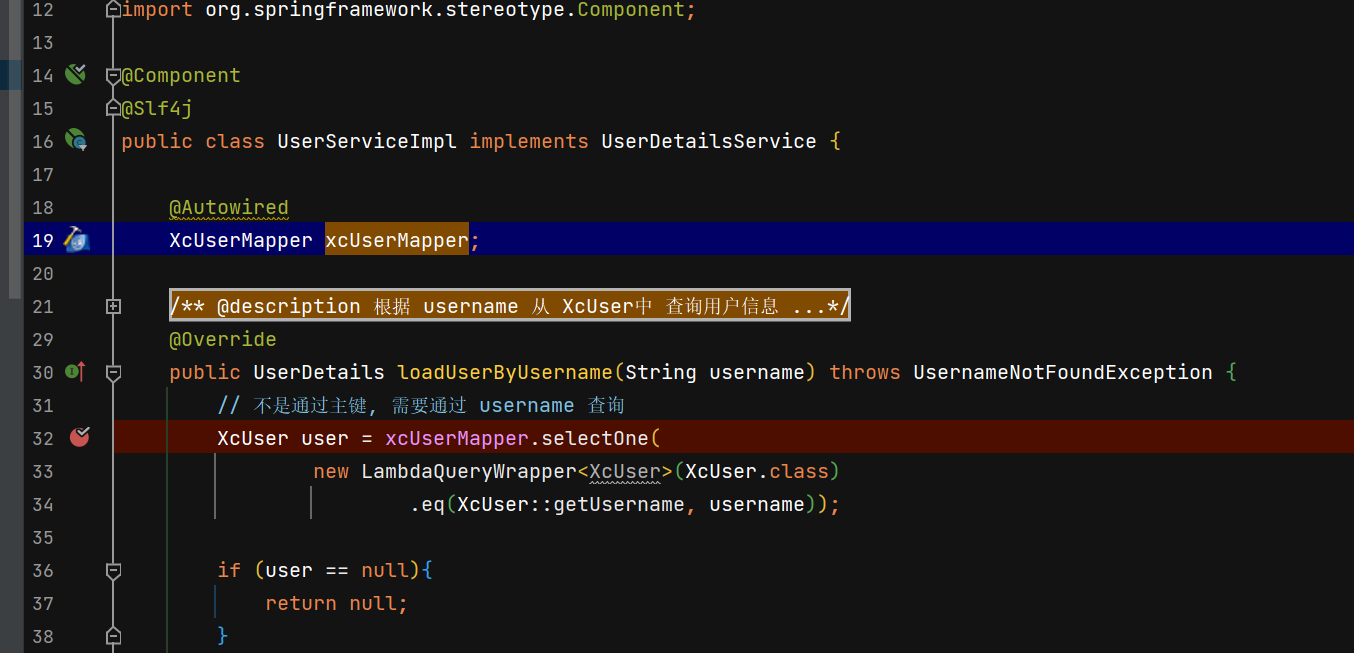 12 import org.springframework.stereotype.Component;
13
14 @Component
15 @Slf4j
16 public class UserServiceImpl implements UserDetailsService {
17
18 @Autowired
19 XcUserMapper xcUserMapper;
20
21 /** @description 根据 username 从 XcUser中 查询用户信息 ...*/
29 @Override
30 public UserDetails loadUserByUsername(String username) throws UsernameNotFoundException {
31 // 不是通过主键, 需要通过 username 查询
32 XcUser user = xcUserMapper.selectOne(
33 new LambdaQueryWrapper<XcUser>(XcUser.class)
34 .eq(XcUser::getUsername, username));
35
36 if (user == null){
37 return null;
38 }